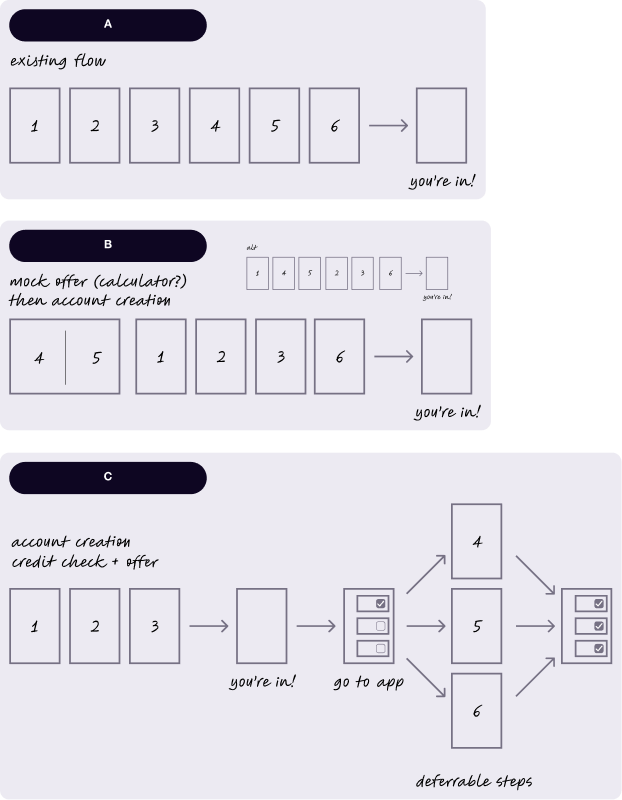 A
existing flow
1 2 3 4 5 6
you're in!
B
alt
1 4 5 2 3 6
you're in!
mock offer (calculator?)
then account creation
4 5 1 2 3 6
you're in!
C
account creation
credit check + offer
4
1 2 3 5
you're in! go to app
6
deferrable steps